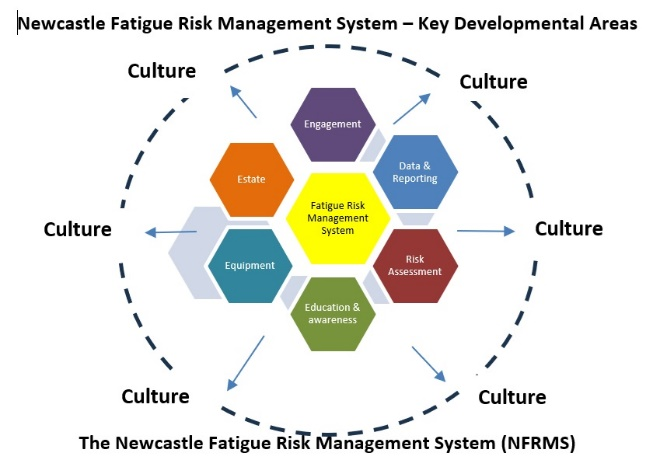 Newcastle Fatigue Risk Management System – Key Developmental Areas
Culture
Culture
Engagement
Data &
Reporting
Estate
Fatigue Risk
Management
System
Culture
Culture
Equipment
Risk
Assessment
Education &
awareness
Culture
Culture
The Newcastle Fatigue Risk Management System (NFRMS)